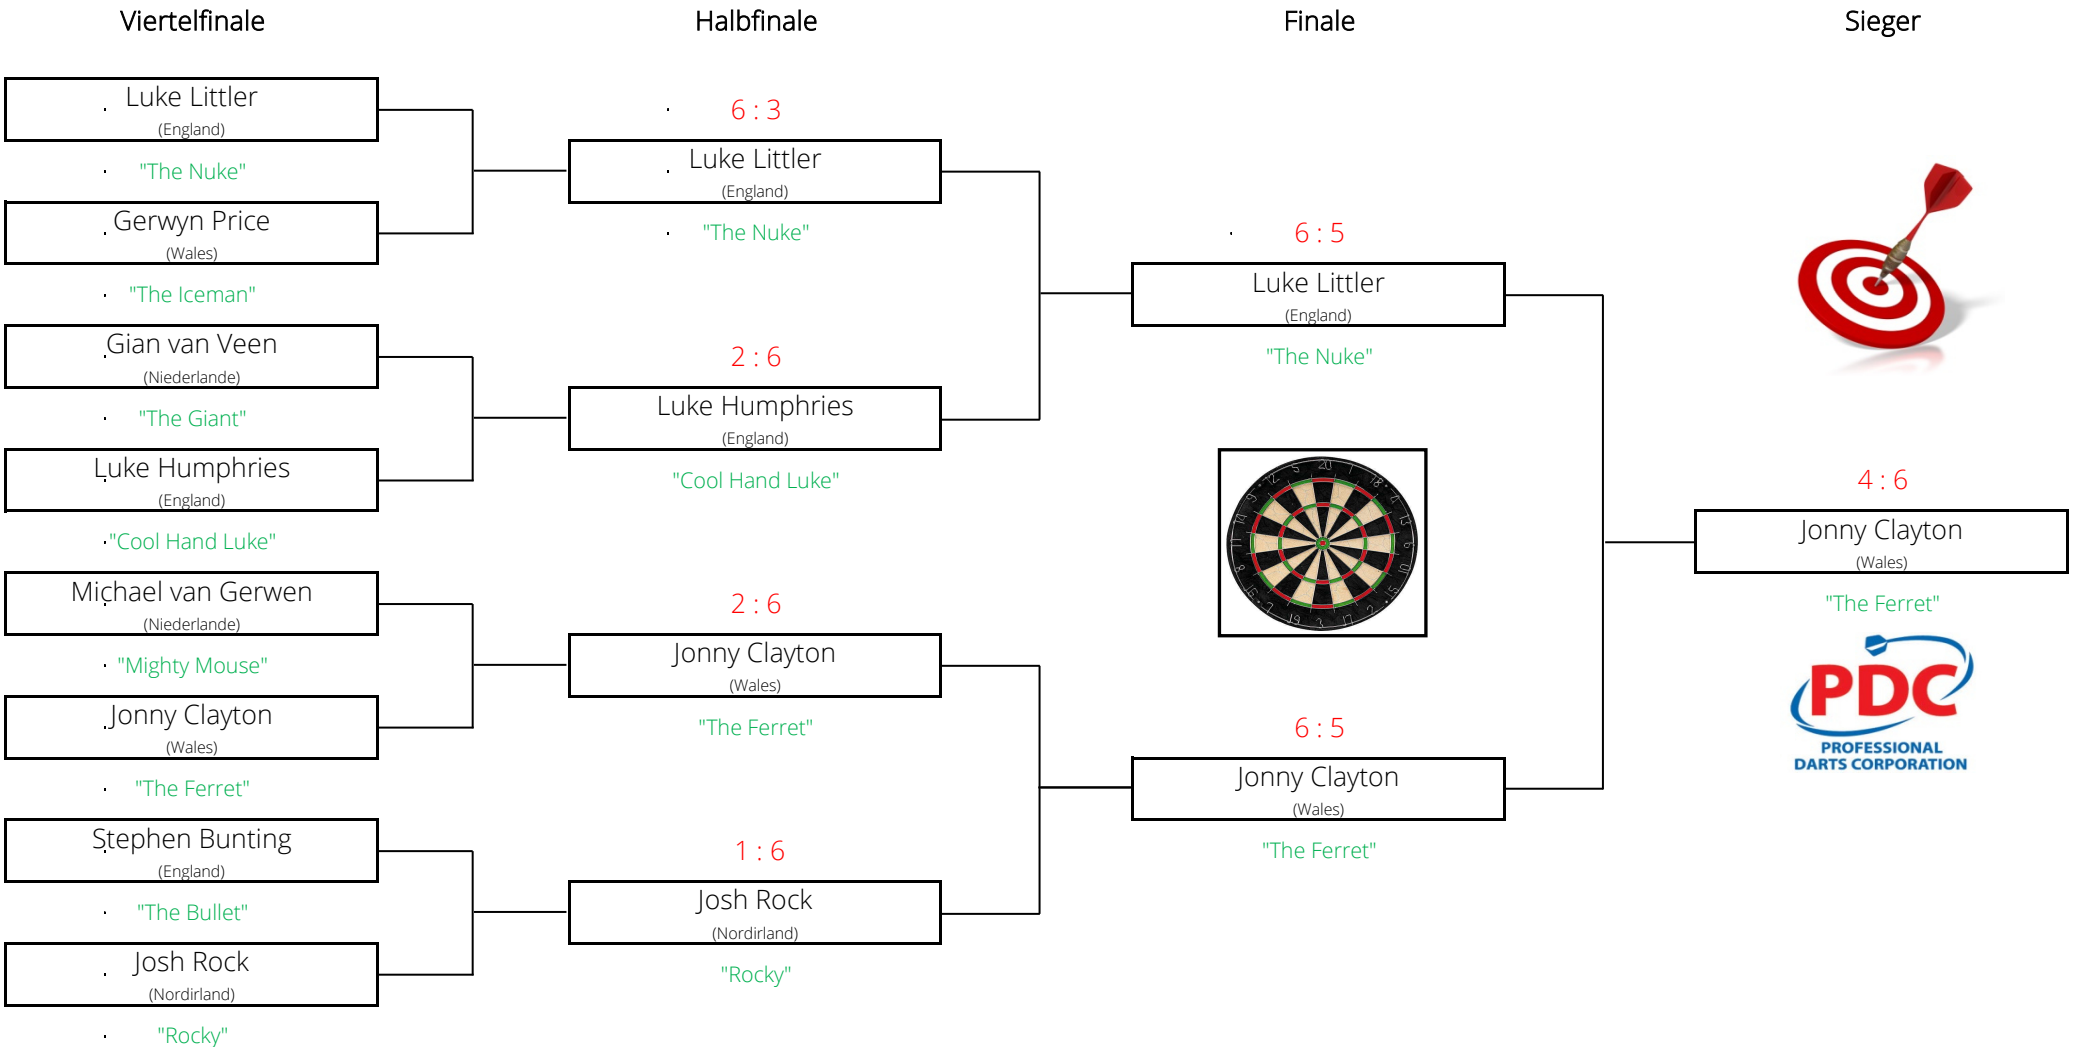 Viertelfinale
Halbfinale
Finale
Sieger
Luke Littler
(England)
"The Nuke"
Gerwyn Price
(Wales)
"The Iceman"
Gian van Veen
(Niederlande)
"The Giant"
Luke Humphries
(England)
"Cool Hand Luke"
Michael van Gerwen
(Niederlande)
"Mighty Mouse"
Jonny Clayton
(Wales)
"The Ferret"
Stephen Bunting
(England)
"The Bullet"
Josh Rock
(Nordirland)
"Rocky"
6 : 3
Luke Littler
(England)
"The Nuke"
2 : 6
Luke Humphries
(England)
"Cool Hand Luke"
2 : 6
Jonny Clayton
(Wales)
"The Ferret"
1 : 6
Josh Rock
(Nordirland)
"Rocky"
6 : 5
Luke Littler
(England)
"The Nuke"
6 : 5
Jonny Clayton
(Wales)
"The Ferret"
4 : 6
Jonny Clayton
(Wales)
"The Ferret"
PDC
PROFESSIONAL
DARTS CORPORATION